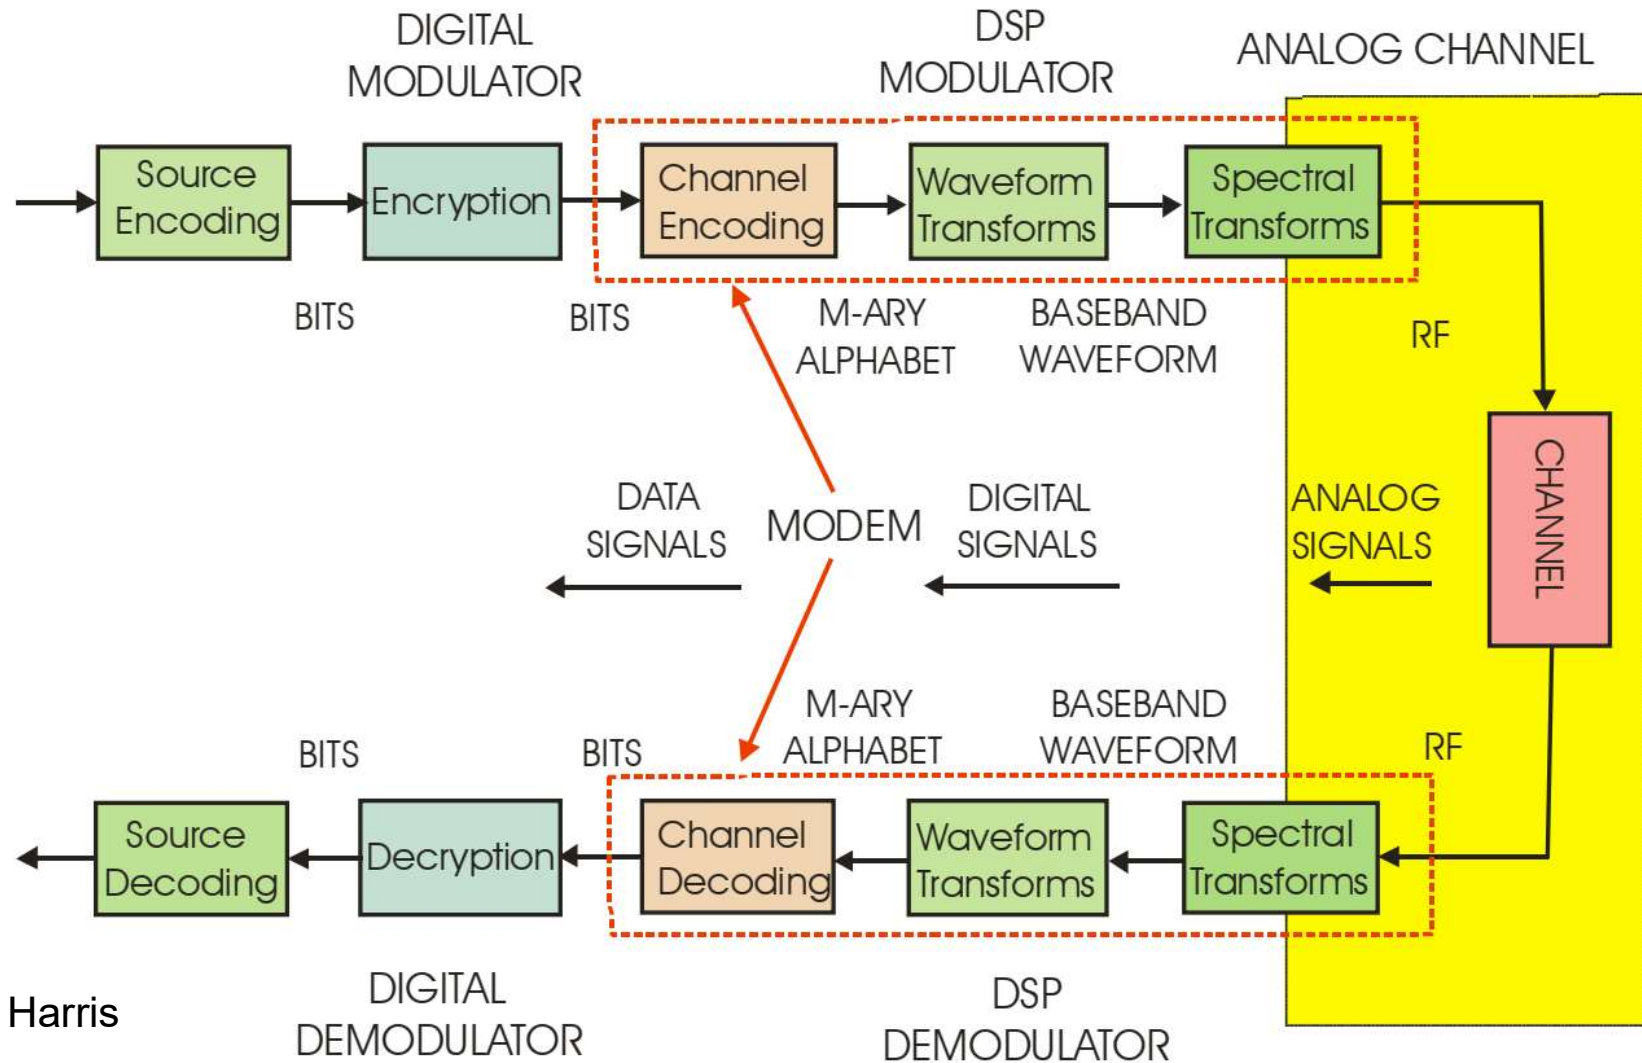 DIGITAL
MODULATOR
DSP
MODULATOR
ANALOG CHANNEL
Source
Encoding
Encryption
Channel
Encoding
Waveform
Transforms
Spectral
Transforms
BITS
BITS
M-ARY
ALPHABET
BASEBAND
WAVEFORM
RF
CHANNEL
DATA
SIGNALS
MODEM
DIGITAL
SIGNALS
ANALOG
SIGNALS
BITS
BITS
M-ARY
ALPHABET
BASEBAND
WAVEFORM
RF
Source
Decoding
Decryption
Channel
Decoding
Waveform
Transforms
Spectral
Transforms
Harris
DIGITAL
DEMODULATOR
DSP
DEMODULATOR